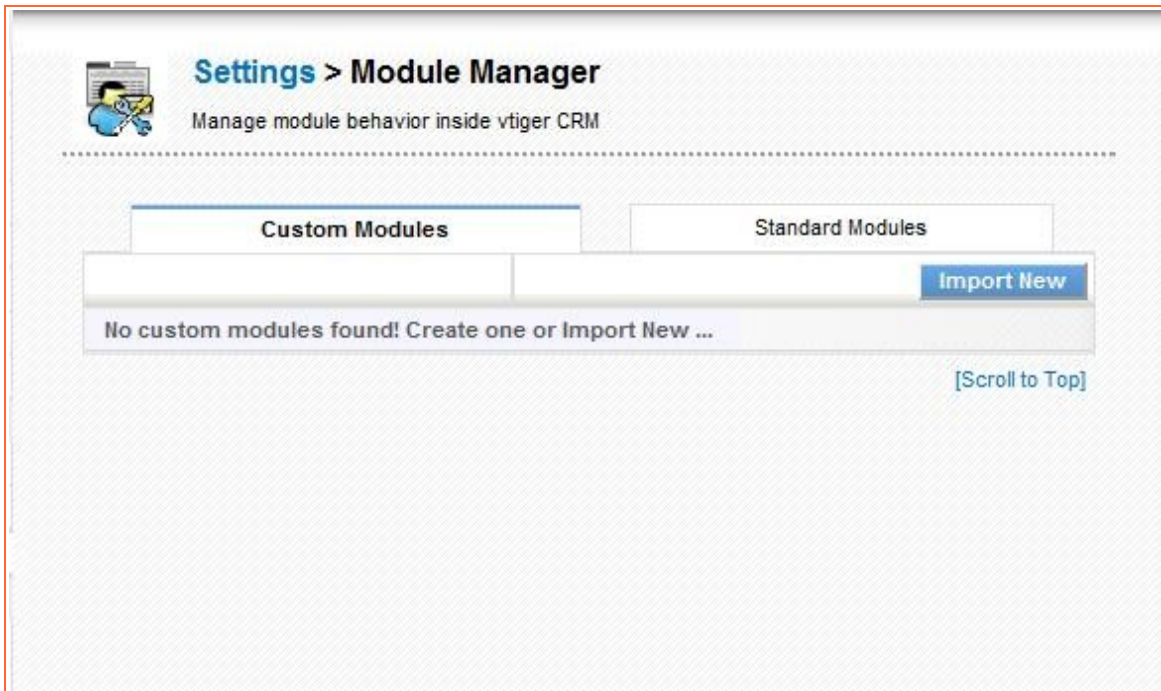 Settings > Module Manager
Manage module behavior inside vtiger CRM
Custom Modules
Standard Modules
Import New
No custom modules found! Create one or Import New ...
[Scroll to Top]